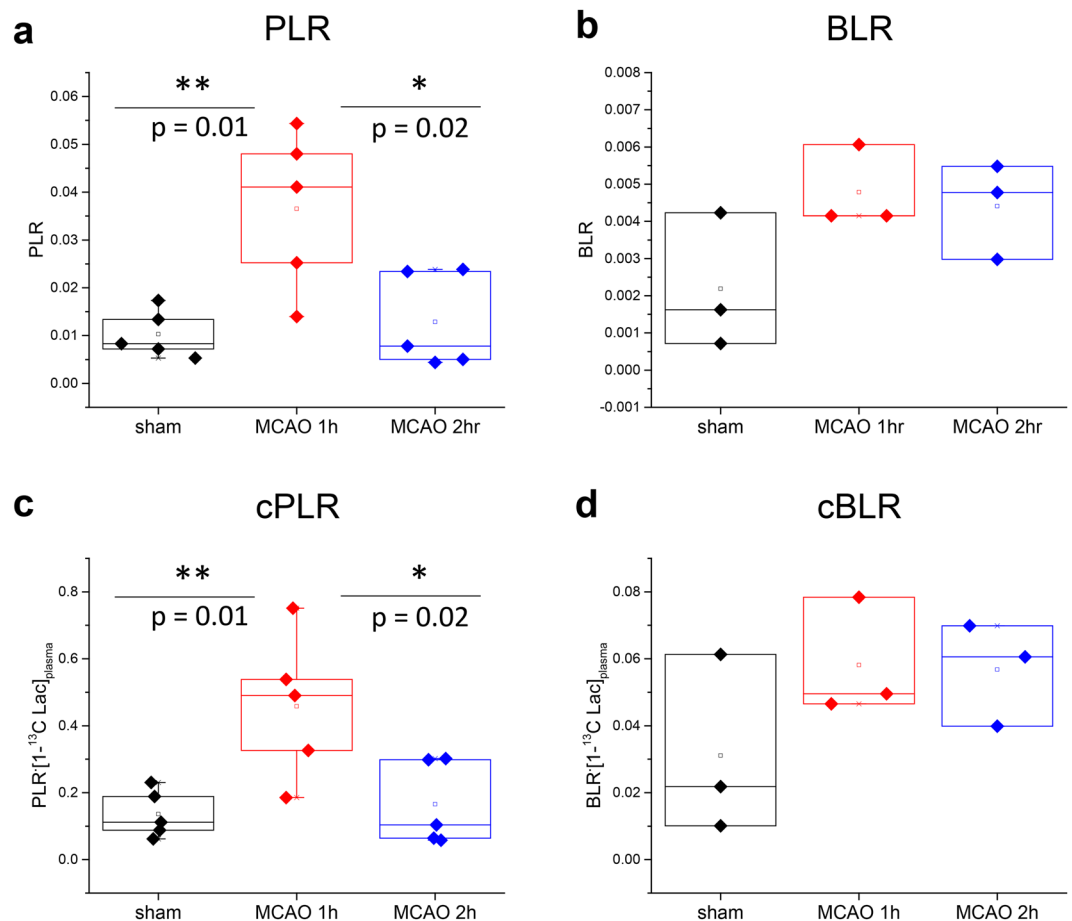 a
PLR
**
*
p = 0.01
p = 0.02
0.06
0.05
0.04
0.03
0.02
0.01
0.00
PLR
sham
MCAO 1h
MCAO 2hr
b
BLR
0.008
0.007
0.006
0.005
0.004
0.003
0.002
0.001
0.000
-0.001
BLR
sham
MCAO 1hr
MCAO 2hr
c
cPLR
**
*
p = 0.01
p = 0.02
0.8
0.6
0.4
0.2
0.0
PLR·[1-¹³C Lac]plasma
sham
MCAO 1h
MCAO 2h
d
cBLR
0.08
0.06
0.04
0.02
0.00
BLR·[1-¹³C Lac]plasma
sham
MCAO 1hr
MCAO 2h